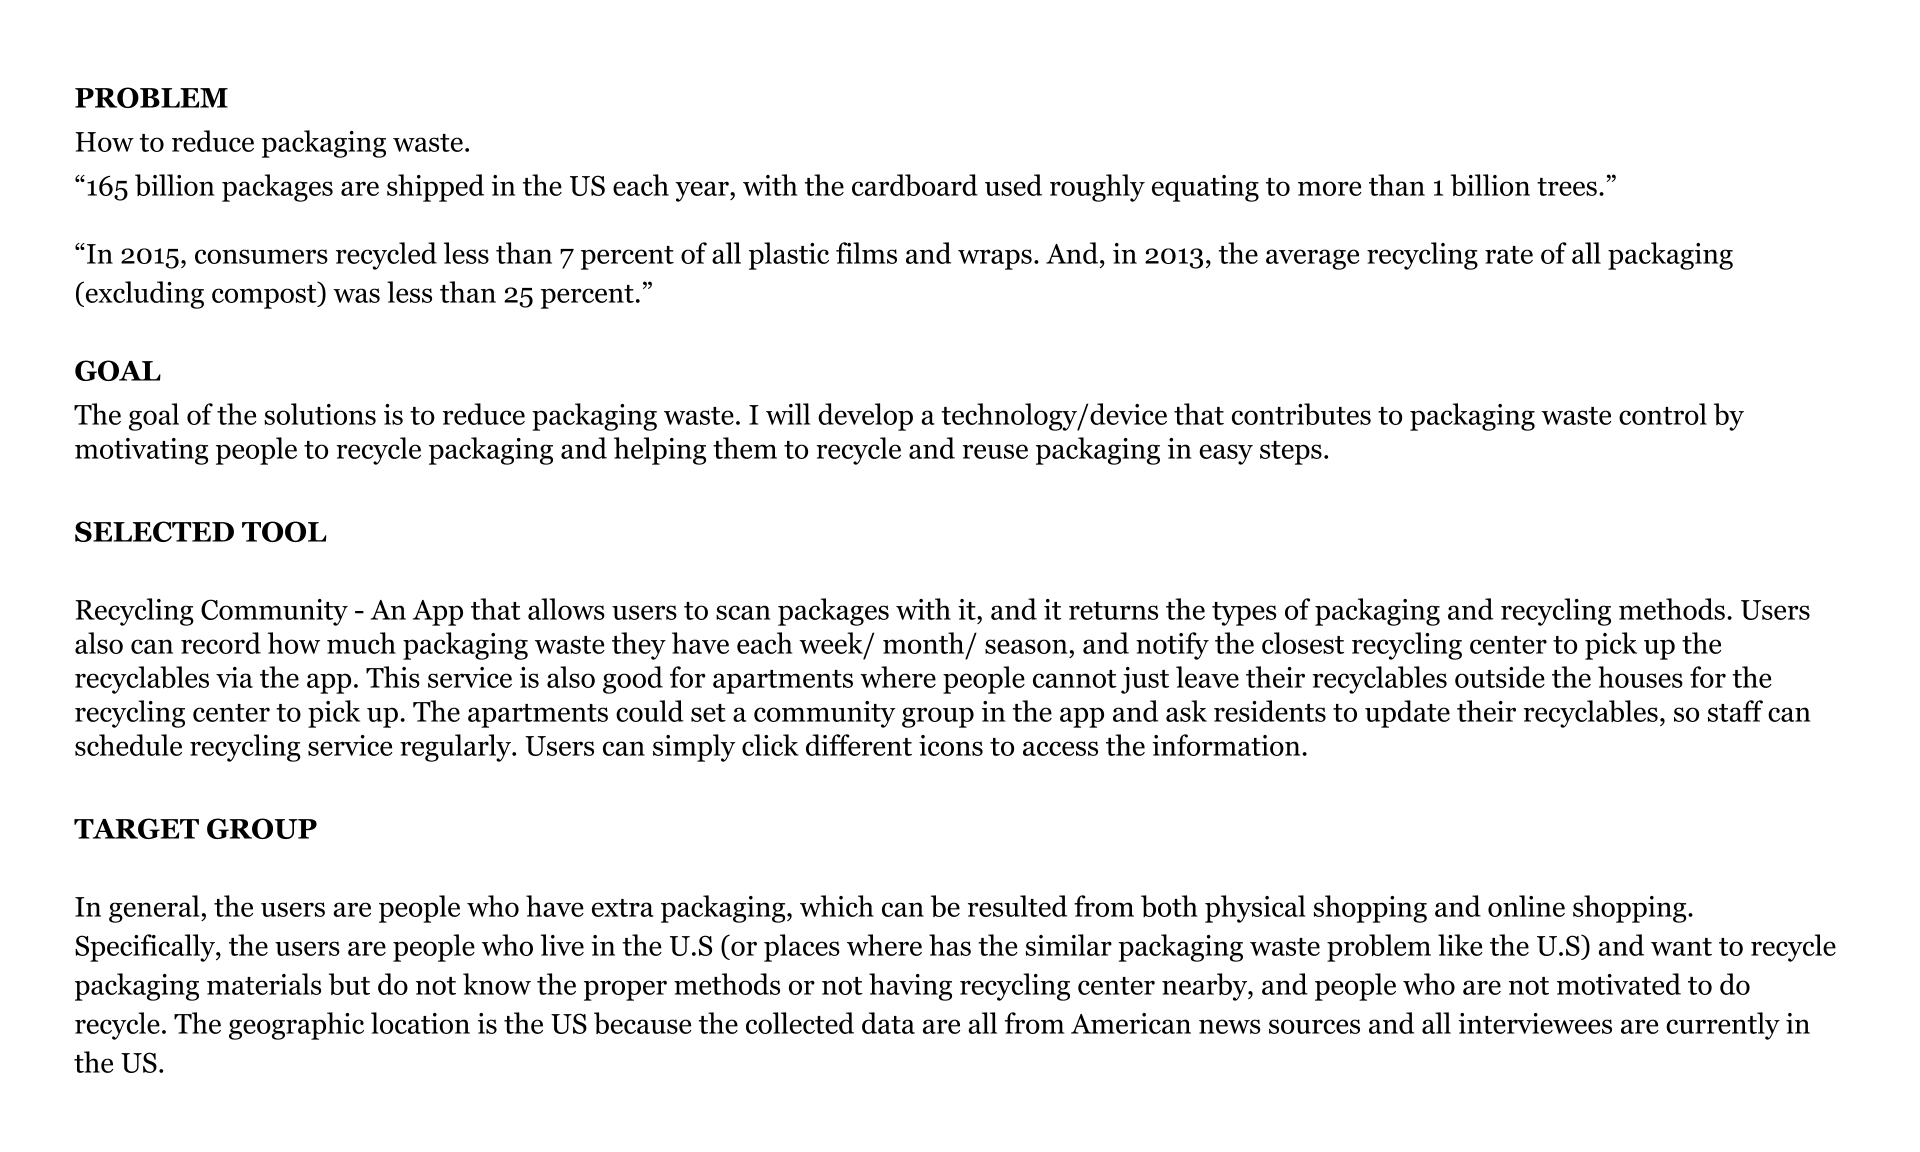 PROBLEM
How to reduce packaging waste.
“165 billion packages are shipped in the US each year, with the cardboard used roughly equating to more than 1 billion trees.”
“In 2015, consumers recycled less than 7 percent of all plastic films and wraps. And, in 2013, the average recycling rate of all packaging
(excluding compost) was less than 25 percent.”
GOAL
The goal of the solutions is to reduce packaging waste. I will develop a technology/device that contributes to packaging waste control by
motivating people to recycle packaging and helping them to recycle and reuse packaging in easy steps.
SELECTED TOOL
Recycling Community - An App that allows users to scan packages with it, and it returns the types of packaging and recycling methods. Users
also can record how much packaging waste they have each week/ month/ season, and notify the closest recycling center to pick up the
recyclables via the app. This service is also good for apartments where people cannot just leave their recyclables outside the houses for the
recycling center to pick up. The apartments could set a community group in the app and ask residents to update their recyclables, so staff can
schedule recycling service regularly. Users can simply click different icons to access the information.
TARGET GROUP
In general, the users are people who have extra packaging, which can be resulted from both physical shopping and online shopping.
Specifically, the users are people who live in the U.S (or places where has the similar packaging waste problem like the U.S) and want to recycle
packaging materials but do not know the proper methods or not having recycling center nearby, and people who are not motivated to do
recycle. The geographic location is the US because the collected data are all from American news sources and all interviewees are currently in
the US.